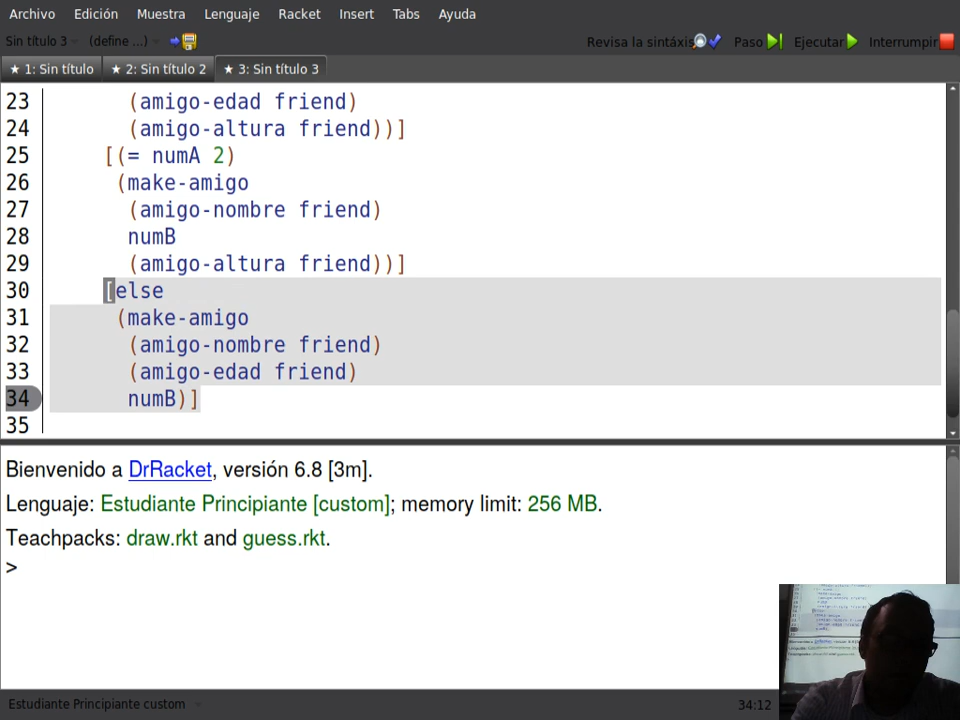 Archivo Edición Muestra Lenguaje Racket Insert Tabs Ayuda
Sin título 3 (define ...) Revisa la sintáxis Paso Ejecutar Interrumpir
★ 1: Sin título ★ 2: Sin título 2 ★ 3: Sin título 3
23 (amigo-edad friend)
24 (amigo-altura friend))]
25 [(= numA 2)
26 (make-amigo
27 (amigo-nombre friend)
28 numB
29 (amigo-altura friend))]
30 [else
31 (make-amigo
32 (amigo-nombre friend)
33 (amigo-edad friend)
34 numB)]
35
Bienvenido a DrRacket, versión 6.8 [3m].
Lenguaje: Estudiante Principiante [custom]; memory limit: 256 MB.
Teachpacks: draw.rkt and guess.rkt.
>
Estudiante Principiante custom 34:12